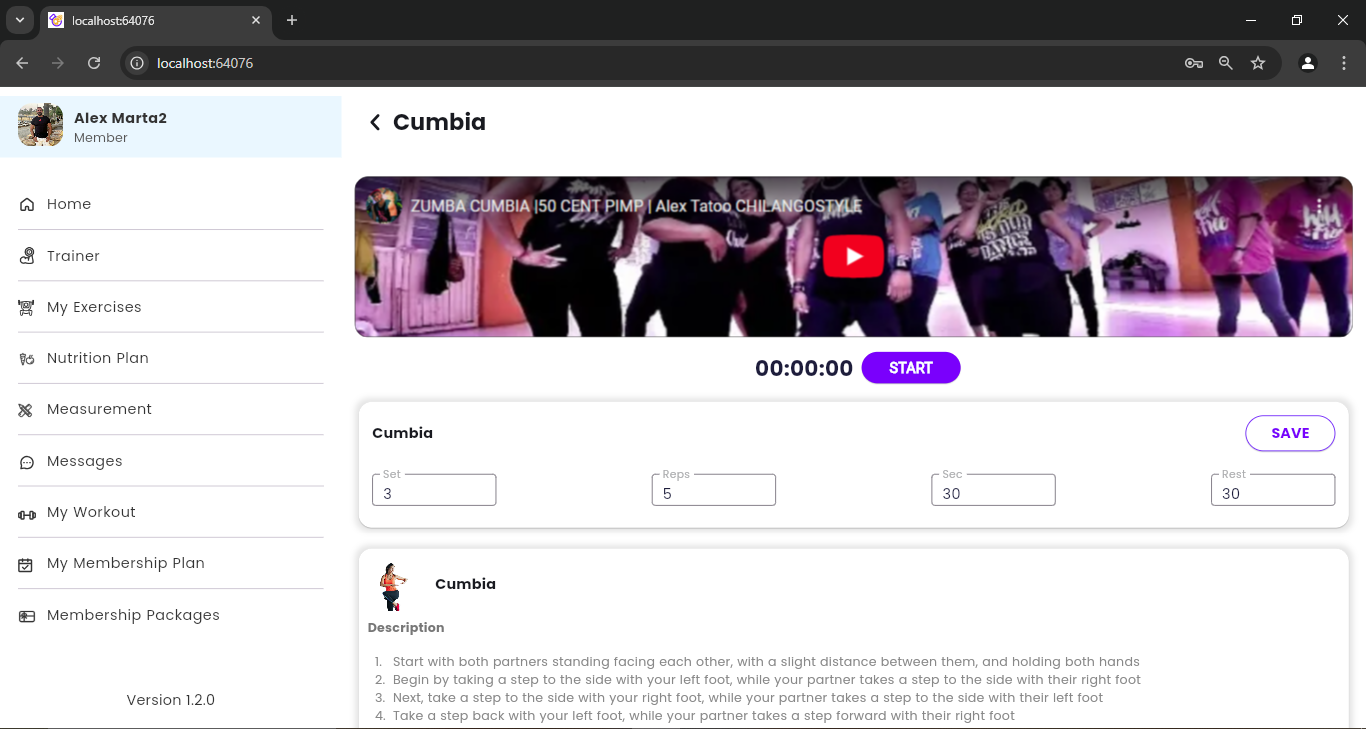 localhost:64076
localhost:64076
Alex Marta2
Member
Home
Trainer
My Exercises
Nutrition Plan
Measurement
Messages
My Workout
My Membership Plan
Membership Packages
Version 1.2.0
Cumbia
ZUMBA CUMBIA |50 CENT PIMP | Alex Tatoo CHILANGOSTYLE
00:00:00 START
Cumbia
SAVE
Set
3
Reps
5
Sec
30
Rest
30
Cumbia
Description
1. Start with both partners standing facing each other, with a slight distance between them, and holding both hands
2. Begin by taking a step to the side with your left foot, while your partner takes a step to the side with their right foot
3. Next, take a step to the side with your right foot, while your partner takes a step to the side with their left foot
4. Take a step back with your left foot, while your partner takes a step forward with their right foot